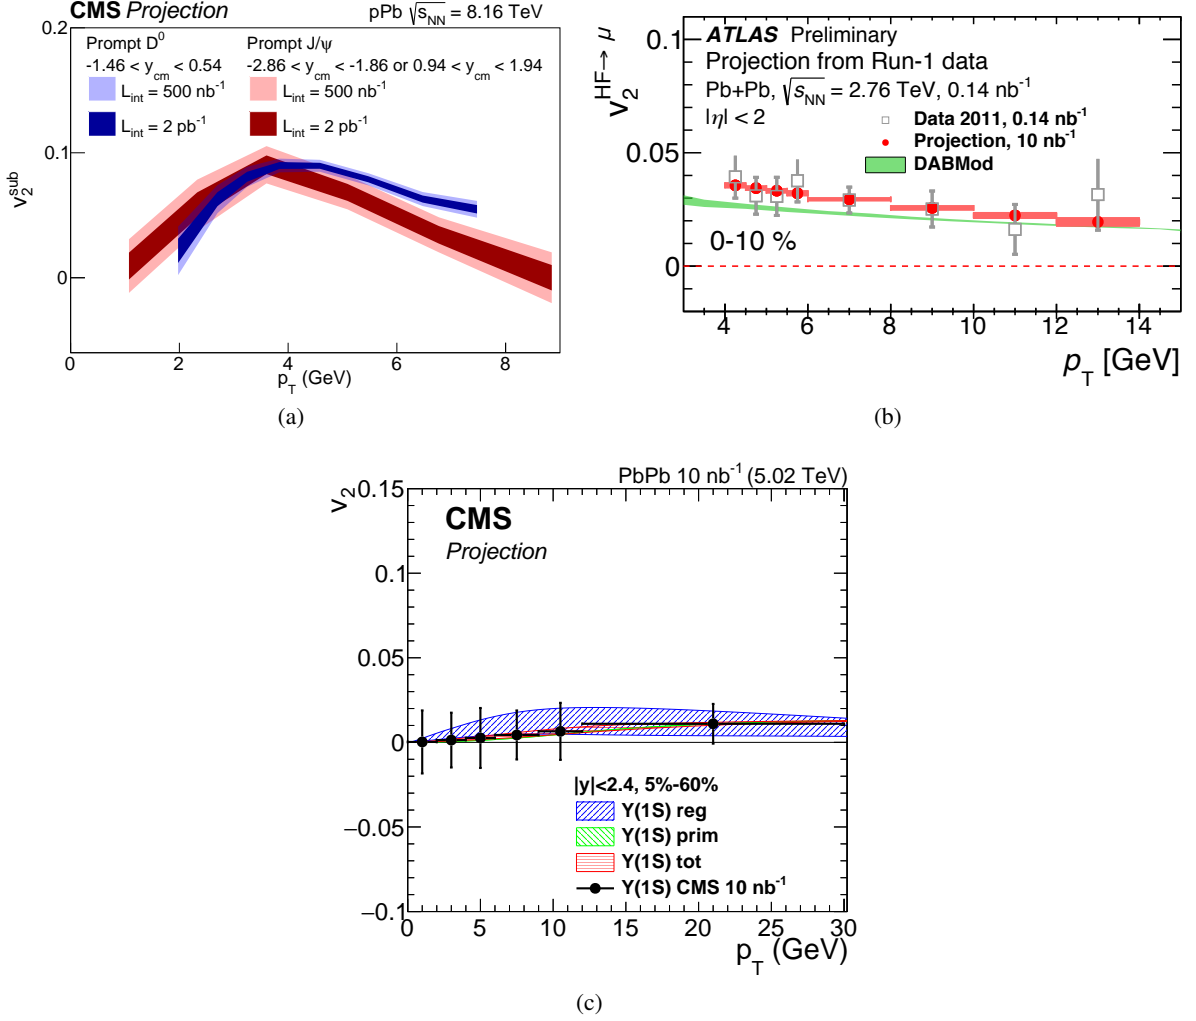 CMS Projection
pPb √sNN = 8.16 TeV
0.2
Prompt D0
Prompt J/ψ
-1.46 < ycm < 0.54
-2.86 < ycm < -1.86 or 0.94 < ycm < 1.94
Lint = 500 nb-1
Lint = 500 nb-1
Lint = 2 pb-1
Lint = 2 pb-1
0.1
0
v2sub
0 2 4 6 8
pT (GeV)
(a)
0.1
ATLAS Preliminary
Projection from Run-1 data
Pb+Pb, √sNN = 2.76 TeV, 0.14 nb-1
|η| < 2
Data 2011, 0.14 nb-1
Projection, 10 nb-1
DABMod
0.05
0-10 %
0
v2HF→ μ
4 6 8 10 12 14
pT [GeV]
(b)
PbPb 10 nb-1 (5.02 TeV)
v2
0.15
CMS
Projection
0.1
0.05
0
|y|<2.4, 5%-60%
Υ(1S) reg
Υ(1S) prim
Υ(1S) tot
Υ(1S) CMS 10 nb-1
−0.05
−0.1
0 5 10 15 20 25 30
pT (GeV)
(c)